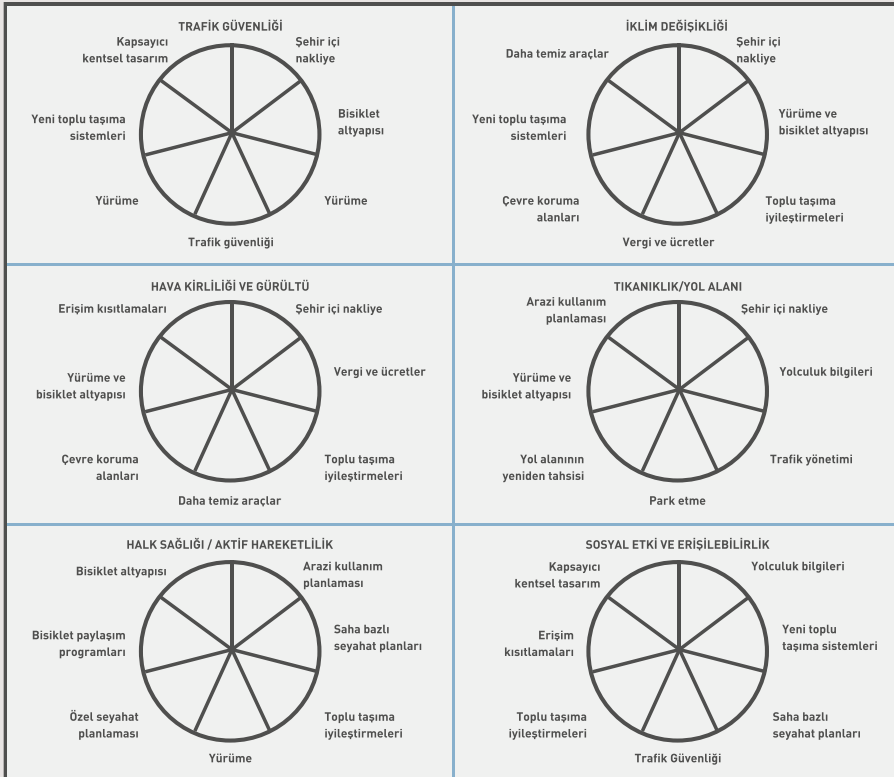 TRAFİK GÜVENLİĞİ
Kapsayıcı
kentsel tasarım
Şehir içi
nakliye
Yeni toplu taşıma
sistemleri
Bisiklet
altyapısı
Yürüme
Yürüme
Trafik güvenliği
İKLİM DEĞİŞİKLİĞİ
Daha temiz araçlar
Şehir içi
nakliye
Yeni toplu taşıma
sistemleri
Yürüme ve
bisiklet altyapısı
Çevre koruma
alanları
Toplu taşıma
iyileştirmeleri
Vergi ve ücretler
HAVA KİRLİLİĞİ VE GÜRÜLTÜ
Erişim kısıtlamaları
Şehir içi nakliye
Yürüme ve
bisiklet altyapısı
Vergi ve ücretler
Çevre koruma
alanları
Toplu taşıma
iyileştirmeleri
Daha temiz araçlar
TIKANIKLIK/YOL ALANI
Arazi kullanım
planlaması
Şehir içi nakliye
Yürüme ve
bisiklet altyapısı
Yolculuk bilgileri
Yol alanının
yeniden tahsisi
Trafik yönetimi
Park etme
HALK SAĞLIĞI / AKTİF HAREKETLİLİK
Bisiklet altyapısı
Arazi kullanım
planlaması
Bisiklet paylaşım
programları
Saha bazlı
seyahat planları
Özel seyahat
planlaması
Toplu taşıma
iyileştirmeleri
Yürüme
SOSYAL ETKİ VE ERİŞİLEBİLİRLİK
Kapsayıcı
kentsel tasarım
Yolculuk bilgileri
Erişim
kısıtlamaları
Yeni toplu
taşıma sistemleri
Toplu taşıma
iyileştirmeleri
Saha bazlı
seyahat planları
Trafik Güvenliği